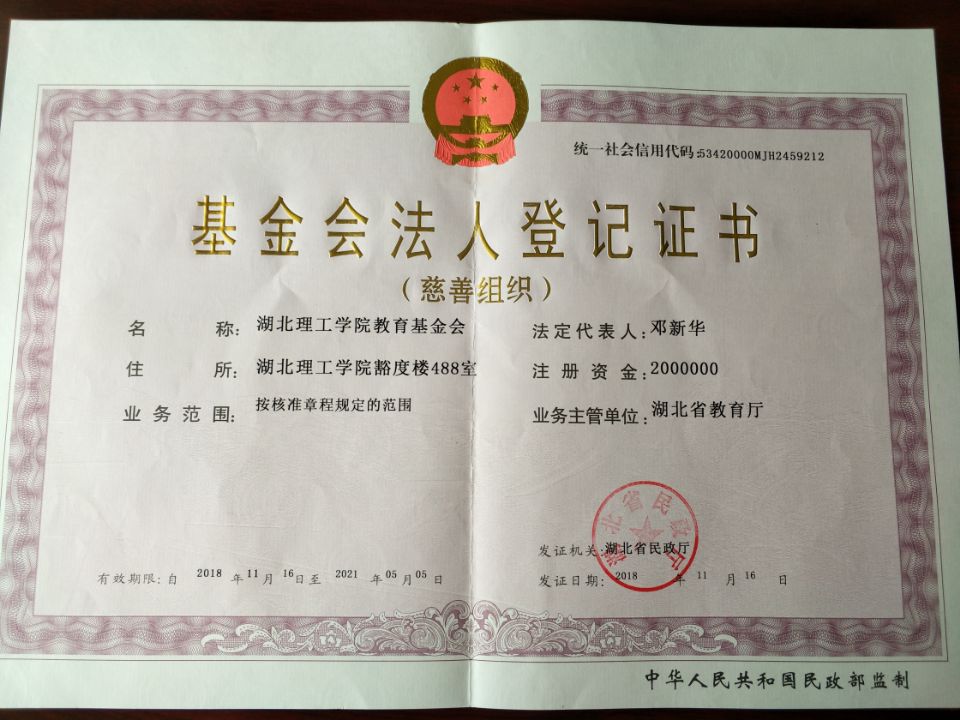 统一社会信用代码:53420000MJH2459212
基金会法人登记证书
（慈善组织）
名 称: 湖北理工学院教育基金会
法定代表人: 邓新华
住 所: 湖北理工学院豁度楼488室
注册资金: 2000000
业务范围: 按核准章程规定的范围
业务主管单位: 湖北省教育厅
湖北省民政厅
发证机关:湖北省民政厅
有效期限: 自 2018 年 11 月 16 日至 2021 年 05 月 05 日
发证日期: 2018 年 11 月 16 日
中华人民共和国民政部监制